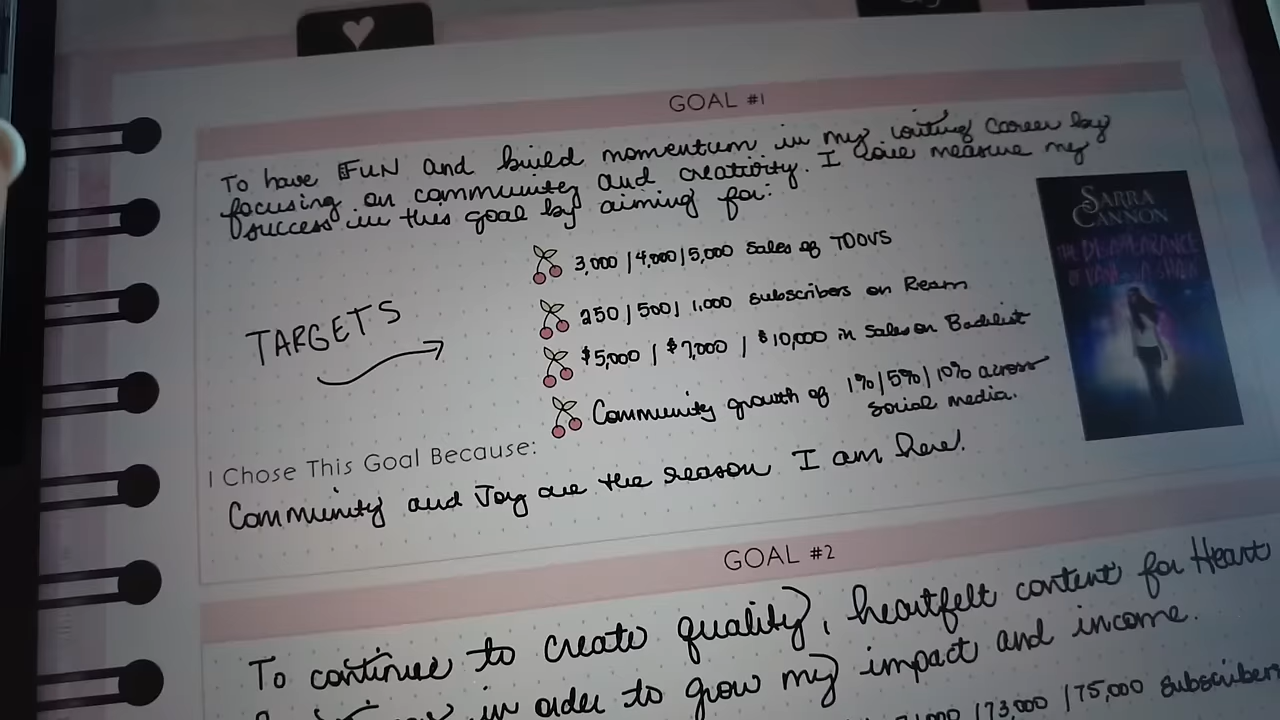 GOAL #1
To have FUN and build momentum in my writing career by
focusing on community and creativity. I will measure my
success in this goal by aiming for:
3,000 / 4,000 / 5,000 sales of TDOVS
250 / 500 / 1,000 subscribers on Ream
TARGETS
$5,000 / $7,000 / $10,000 in sales on Backlist
Community growth of 1% / 5% / 10% across
social media.
I Chose This Goal Because:
Community and Joy are the reason I am here!
SARRA
CANNON
THE DISAPPEARANCE
OF
GOAL #2
To continue to create quality, heartfelt content for Heart
in order to grow my impact and income.
/ 73,000 / 75,000 subscribers